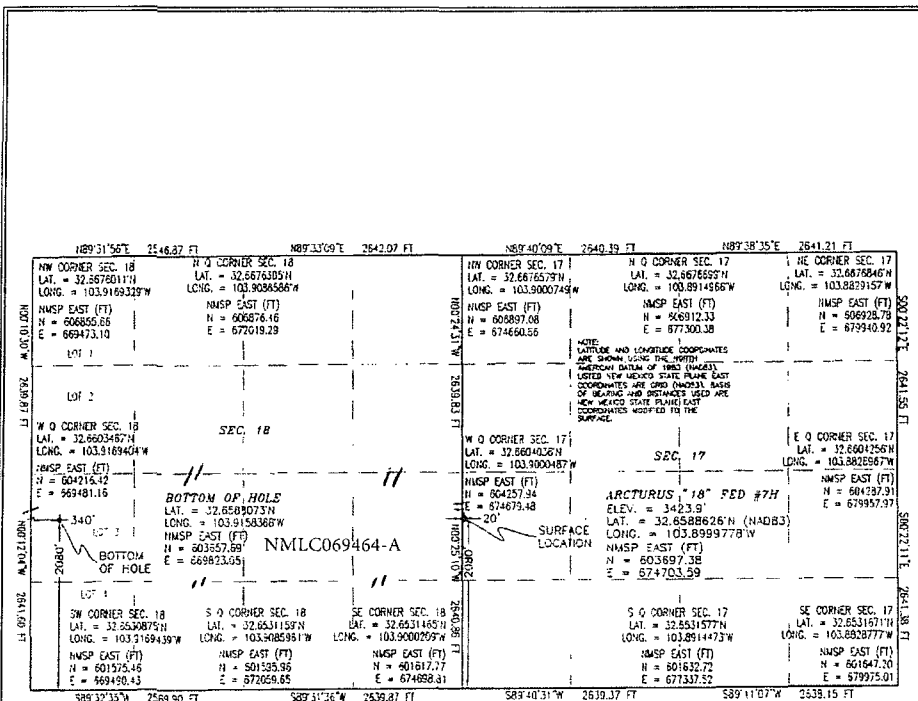 N89°31'56"E 2546.87 FT N89°33'09"E 2642.07 FT N89°40'09"E 2640.39 FT N89°38'35"E 2641.21 FT
NW CORNER SEC. 18
LAT. = 32.6676011'N
LONG. = 103.9169329'W
NMSP EAST (FT)
N = 606855.66
E = 669473.10
LOT 1
LOT 2
N Q CORNER SEC. 18
LAT. = 32.6676305'N
LONG. = 103.9086586'W
NMSP EAST (FT)
N = 606876.46
E = 672019.29
NW CORNER SEC. 17
LAT. = 32.6676579'N
LONG. = 103.9000749'W
NMSP EAST (FT)
N = 606897.08
E = 674660.66
N Q CORNER SEC. 17
LAT. = 32.6676699'N
LONG. = 103.8914966'W
NMSP EAST (FT)
N = 606912.33
E = 677300.38
NE CORNER SEC. 17
LAT. = 32.6676846'N
LONG. = 103.8829157'W
NMSP EAST (FT)
N = 606928.78
E = 679940.92
NOTE:
LATITUDE AND LONGITUDE COORDINATES
ARE SHOWN USING THE NORTH
AMERICAN DATUM OF 1983 (NAD83).
LISTED NEW MEXICO STATE PLANE EAST
COORDINATES ARE GRID (NAD83). BASIS
OF BEARING AND DISTANCES USED ARE
NEW MEXICO STATE PLANE EAST
COORDINATES MODIFIED TO THE
SURFACE.
N00°10'30"W
2639.87 FT
N00°24'31"W
2639.83 FT
S00°22'12"E
2641.55 FT
SEC. 18
SEC. 17
W Q CORNER SEC. 18
LAT. = 32.6603487'N
LONG. = 103.9169404'W
NMSP EAST (FT)
N = 604216.42
E = 669481.16
W Q CORNER SEC. 17
LAT. = 32.6604036'N
LONG. = 103.9000487'W
NMSP EAST (FT)
N = 604257.94
E = 674679.48
E Q CORNER SEC. 17
LAT. = 32.6604256'N
LONG. = 103.8828967'W
NMSP EAST (FT)
N = 604287.91
E = 679957.97
BOTTOM OF HOLE
LAT. = 32.6588073'N
LONG. = 103.9158368'W
NMSP EAST (FT)
N = 603657.69
E = 669823.05
NMLC069464-A
ARCTURUS "18" FED #7H
ELEV. = 3423.9'
LAT. = 32.6588626'N (NAD83)
LONG. = 103.8999778'W
NMSP EAST (FT)
N = 603697.38
E = 674703.59
340'
LOT 3
BOTTOM
OF HOLE
2080'
20'
SURFACE
LOCATION
N00°12'04"W
2641.60 FT
N00°25'10"W
2640.86 FT
S00°22'11"E
2641.38 FT
LOT 4
SW CORNER SEC. 18
LAT. = 32.6530875'N
LONG. = 103.9169439'W
NMSP EAST (FT)
N = 601575.46
E = 669490.43
S Q CORNER SEC. 18
LAT. = 32.6531159'N
LONG. = 103.9085961'W
NMSP EAST (FT)
N = 601595.96
E = 672059.65
SE CORNER SEC. 18
LAT. = 32.6531465'N
LONG. = 103.9000209'W
NMSP EAST (FT)
N = 601617.77
E = 674698.81
S Q CORNER SEC. 17
LAT. = 32.6531577'N
LONG. = 103.8914473'W
NMSP EAST (FT)
N = 601632.72
E = 677337.52
SE CORNER SEC. 17
LAT. = 32.6531671'N
LONG. = 103.8828777'W
NMSP EAST (FT)
N = 601647.20
E = 679975.01
S89°32'35"W 2569.90 FT S89°31'36"W 2639.87 FT S89°40'31"W 2639.37 FT S89°41'07"W 2638.15 FT